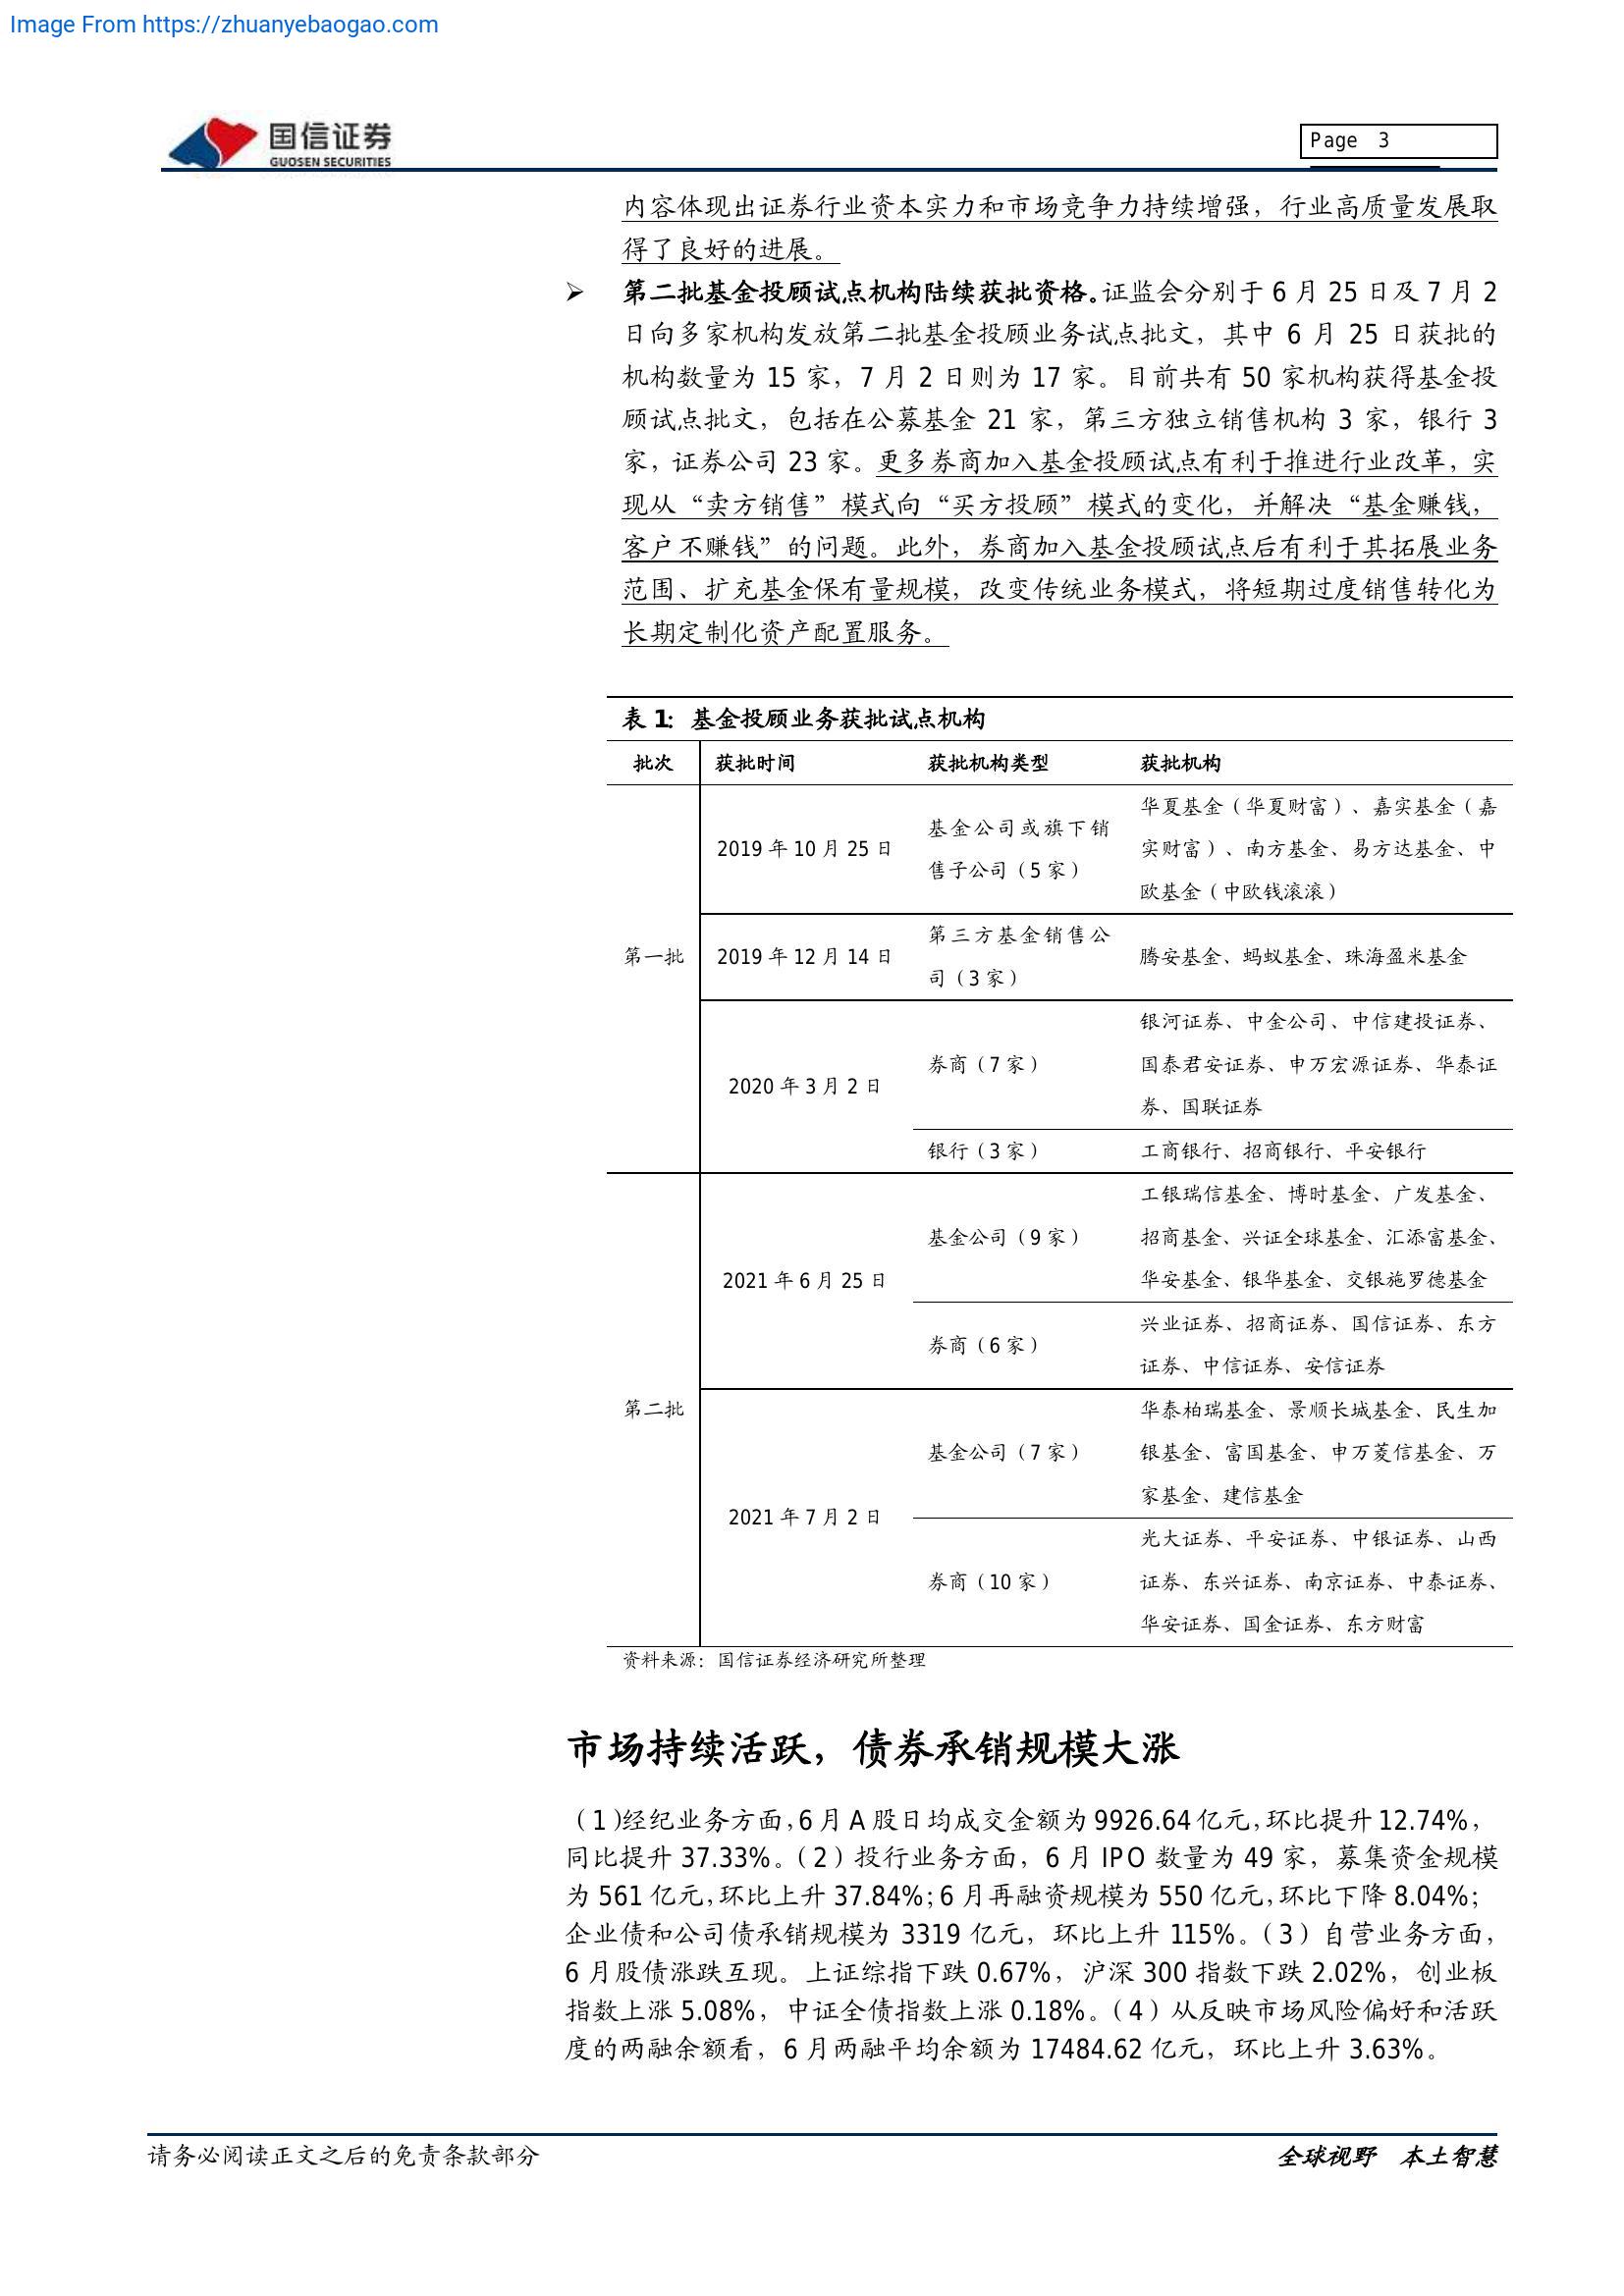 Image From https://zhuanyebaogao.com
国信证券
GUOSEN SECURITIES
Page 3
内容体现出证券行业资本实力和市场竞争力持续增强，行业高质量发展取
得了良好的进展。
➢ 第二批基金投顾试点机构陆续获批资格。证监会分别于 6 月 25 日及 7 月 2
日向多家机构发放第二批基金投顾业务试点批文，其中 6 月 25 日获批的
机构数量为 15 家，7 月 2 日则为 17 家。目前共有 50 家机构获得基金投
顾试点批文，包括在公募基金 21 家，第三方独立销售机构 3 家，银行 3
家，证券公司 23 家。更多券商加入基金投顾试点有利于推进行业改革，实
现从“卖方销售”模式向“买方投顾”模式的变化，并解决“基金赚钱，
客户不赚钱”的问题。此外，券商加入基金投顾试点后有利于其拓展业务
范围、扩充基金保有量规模，改变传统业务模式，将短期过度销售转化为
长期定制化资产配置服务。
表 1：基金投顾业务获批试点机构
批次 获批时间 获批机构类型 获批机构
第一批
2019 年 10 月 25 日
基金公司或旗下销
售子公司（5 家）
华夏基金（华夏财富）、嘉实基金（嘉
实财富）、南方基金、易方达基金、中
欧基金（中欧钱滚滚）
2019 年 12 月 14 日
第三方基金销售公
司（3 家）
腾安基金、蚂蚁基金、珠海盈米基金
2020 年 3 月 2 日
券商（7 家）
银河证券、中金公司、中信建投证券、
国泰君安证券、申万宏源证券、华泰证
券、国联证券
银行（3 家）
工商银行、招商银行、平安银行
第二批
2021 年 6 月 25 日
基金公司（9 家）
工银瑞信基金、博时基金、广发基金、
招商基金、兴证全球基金、汇添富基金、
华安基金、银华基金、交银施罗德基金
券商（6 家）
兴业证券、招商证券、国信证券、东方
证券、中信证券、安信证券
2021 年 7 月 2 日
基金公司（7 家）
华泰柏瑞基金、景顺长城基金、民生加
银基金、富国基金、申万菱信基金、万
家基金、建信基金
券商（10 家）
光大证券、平安证券、中银证券、山西
证券、东兴证券、南京证券、中泰证券、
华安证券、国金证券、东方财富
资料来源：国信证券经济研究所整理
市场持续活跃，债券承销规模大涨
（1）经纪业务方面，6 月 A 股日均成交金额为 9926.64 亿元，环比提升 12.74%，
同比提升 37.33%。（2）投行业务方面，6 月 IPO 数量为 49 家，募集资金规模
为 561 亿元，环比上升 37.84%；6 月再融资规模为 550 亿元，环比下降 8.04%；
企业债和公司债承销规模为 3319 亿元，环比上升 115%。（3）自营业务方面，
6 月股债涨跌互现。上证综指下跌 0.67%，沪深 300 指数下跌 2.02%，创业板
指数上涨 5.08%，中证全债指数上涨 0.18%。（4）从反映市场风险偏好和活跃
度的两融余额看，6 月两融平均余额为 17484.62 亿元，环比上升 3.63%。
请务必阅读正文之后的免责条款部分
全球视野 本土智慧